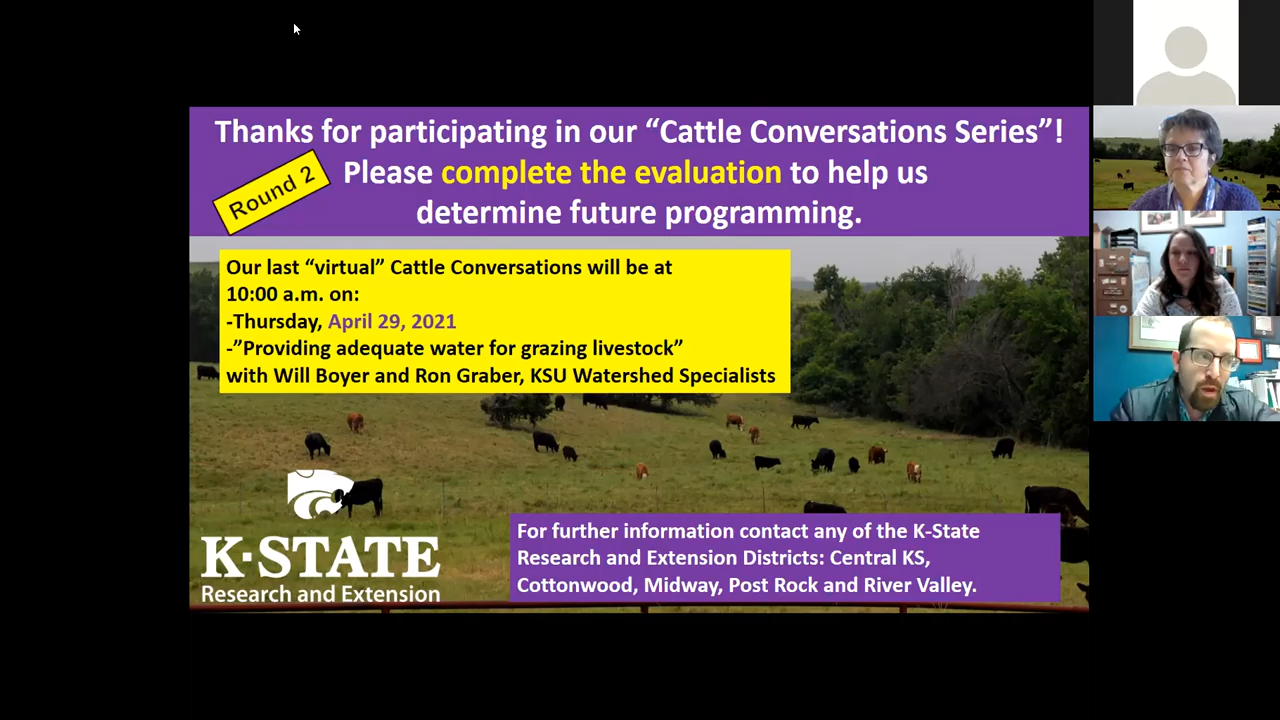 Thanks for participating in our “Cattle Conversations Series”!
Round 2
Please complete the evaluation to help us
determine future programming.
Our last “virtual” Cattle Conversations will be at
10:00 a.m. on:
-Thursday, April 29, 2021
-”Providing adequate water for grazing livestock”
with Will Boyer and Ron Graber, KSU Watershed Specialists
K-STATE
Research and Extension
For further information contact any of the K-State
Research and Extension Districts: Central KS,
Cottonwood, Midway, Post Rock and River Valley.